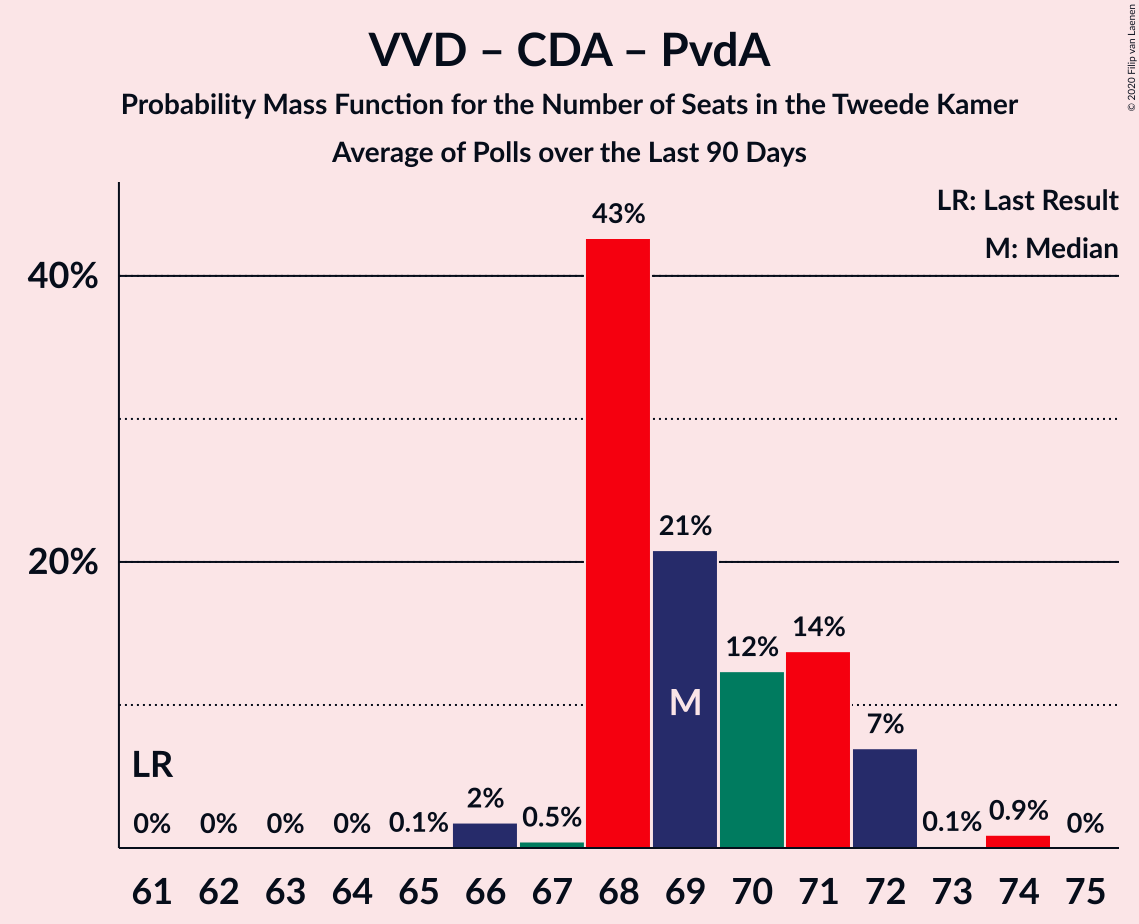 VVD – CDA – PvdA
Probability Mass Function for the Number of Seats in the Tweede Kamer
Average of Polls over the Last 90 Days
© 2020 Filip van Laenen
LR: Last Result
M: Median
40%
20%
43%
21%
12%
14%
7%
M
LR
0%
0%
0%
0%
0.1%
2%
0.5%
0.1%
0.9%
0%
61 62 63 64 65 66 67 68 69 70 71 72 73 74 75